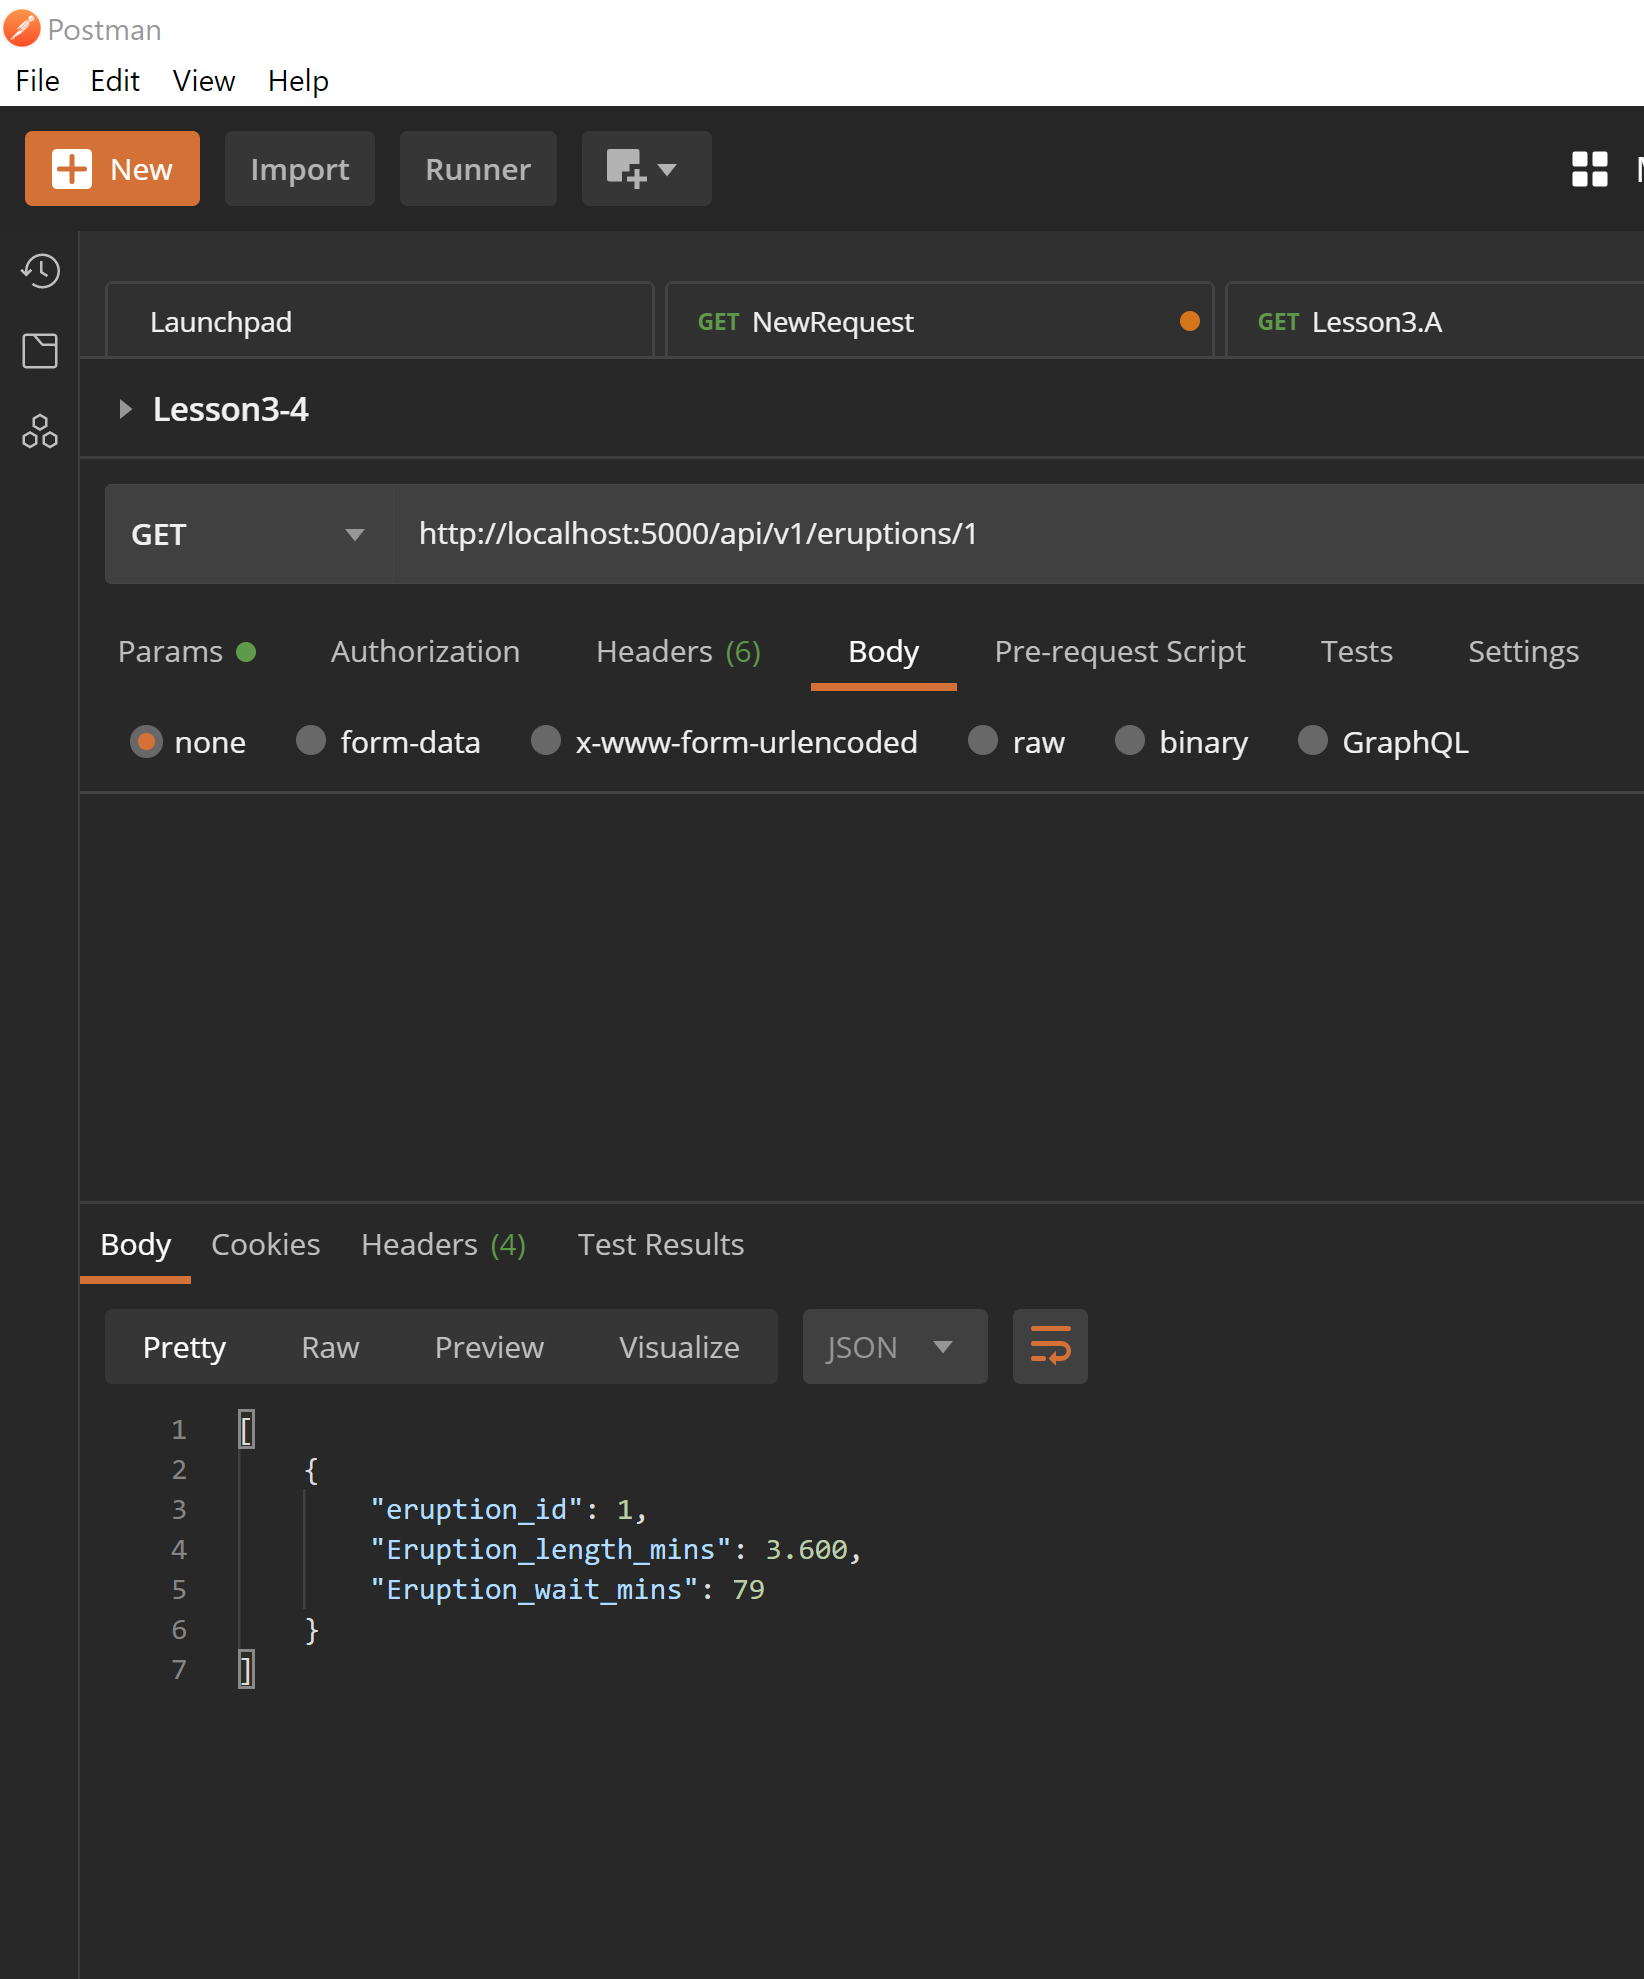 Postman
File Edit View Help
New Import Runner
Launchpad GET NewRequest GET Lesson3.A
Lesson3-4
GET http://localhost:5000/api/v1/eruptions/1
Params Authorization Headers (6) Body Pre-request Script Tests Settings
none form-data x-www-form-urlencoded raw binary GraphQL
Body Cookies Headers (4) Test Results
Pretty Raw Preview Visualize JSON
1 [
2 {
3 "eruption_id": 1,
4 "Eruption_length_mins": 3.600,
5 "Eruption_wait_mins": 79
6 }
7 ]